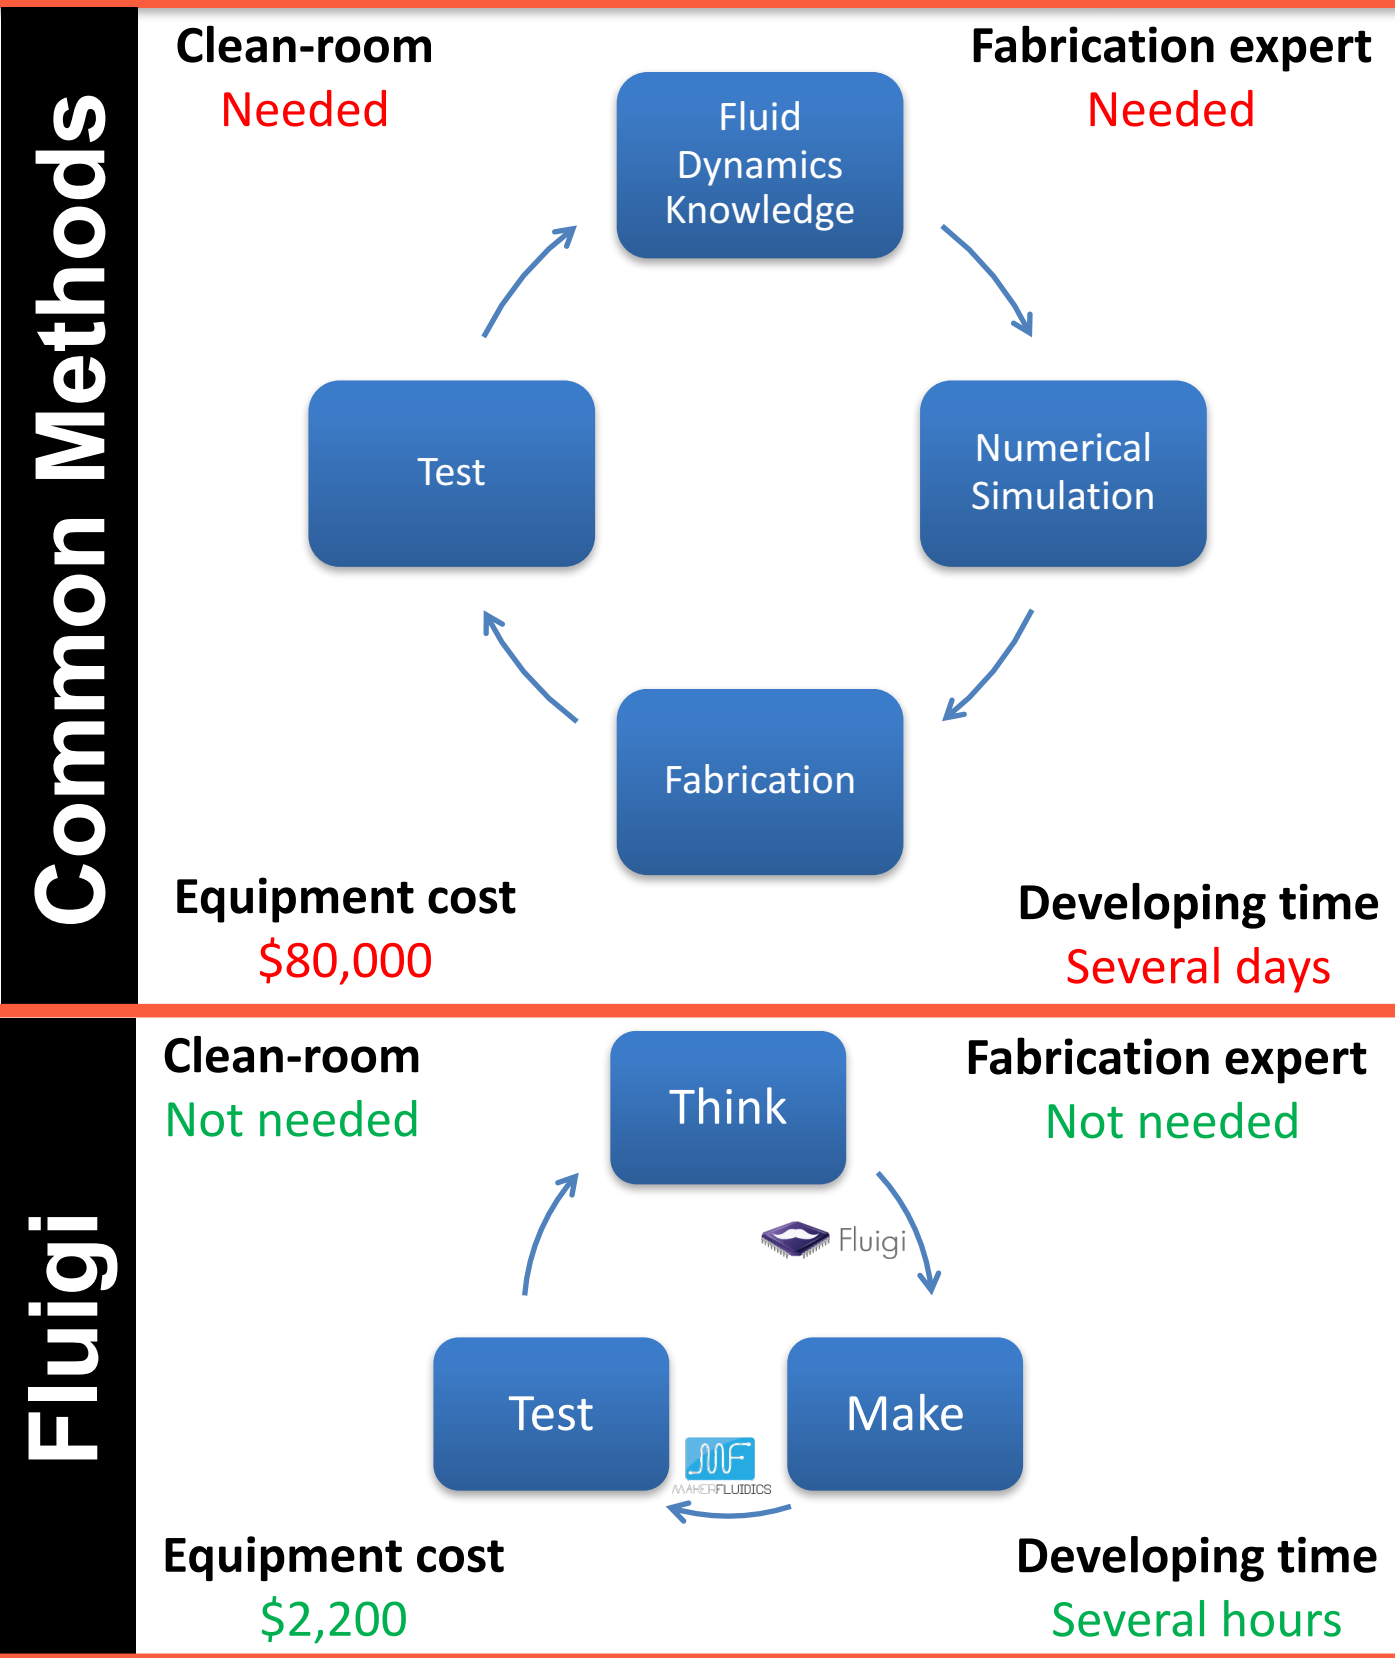 Common Methods
Clean-room
Needed
Fabrication expert
Needed
Fluid
Dynamics
Knowledge
Test
Numerical
Simulation
Fabrication
Equipment cost
$80,000
Developing time
Several days
Fluigi
Clean-room
Not needed
Fabrication expert
Not needed
Think
Fluigi
Test
Make
MF
MAKERFLUIDICS
Equipment cost
$2,200
Developing time
Several hours